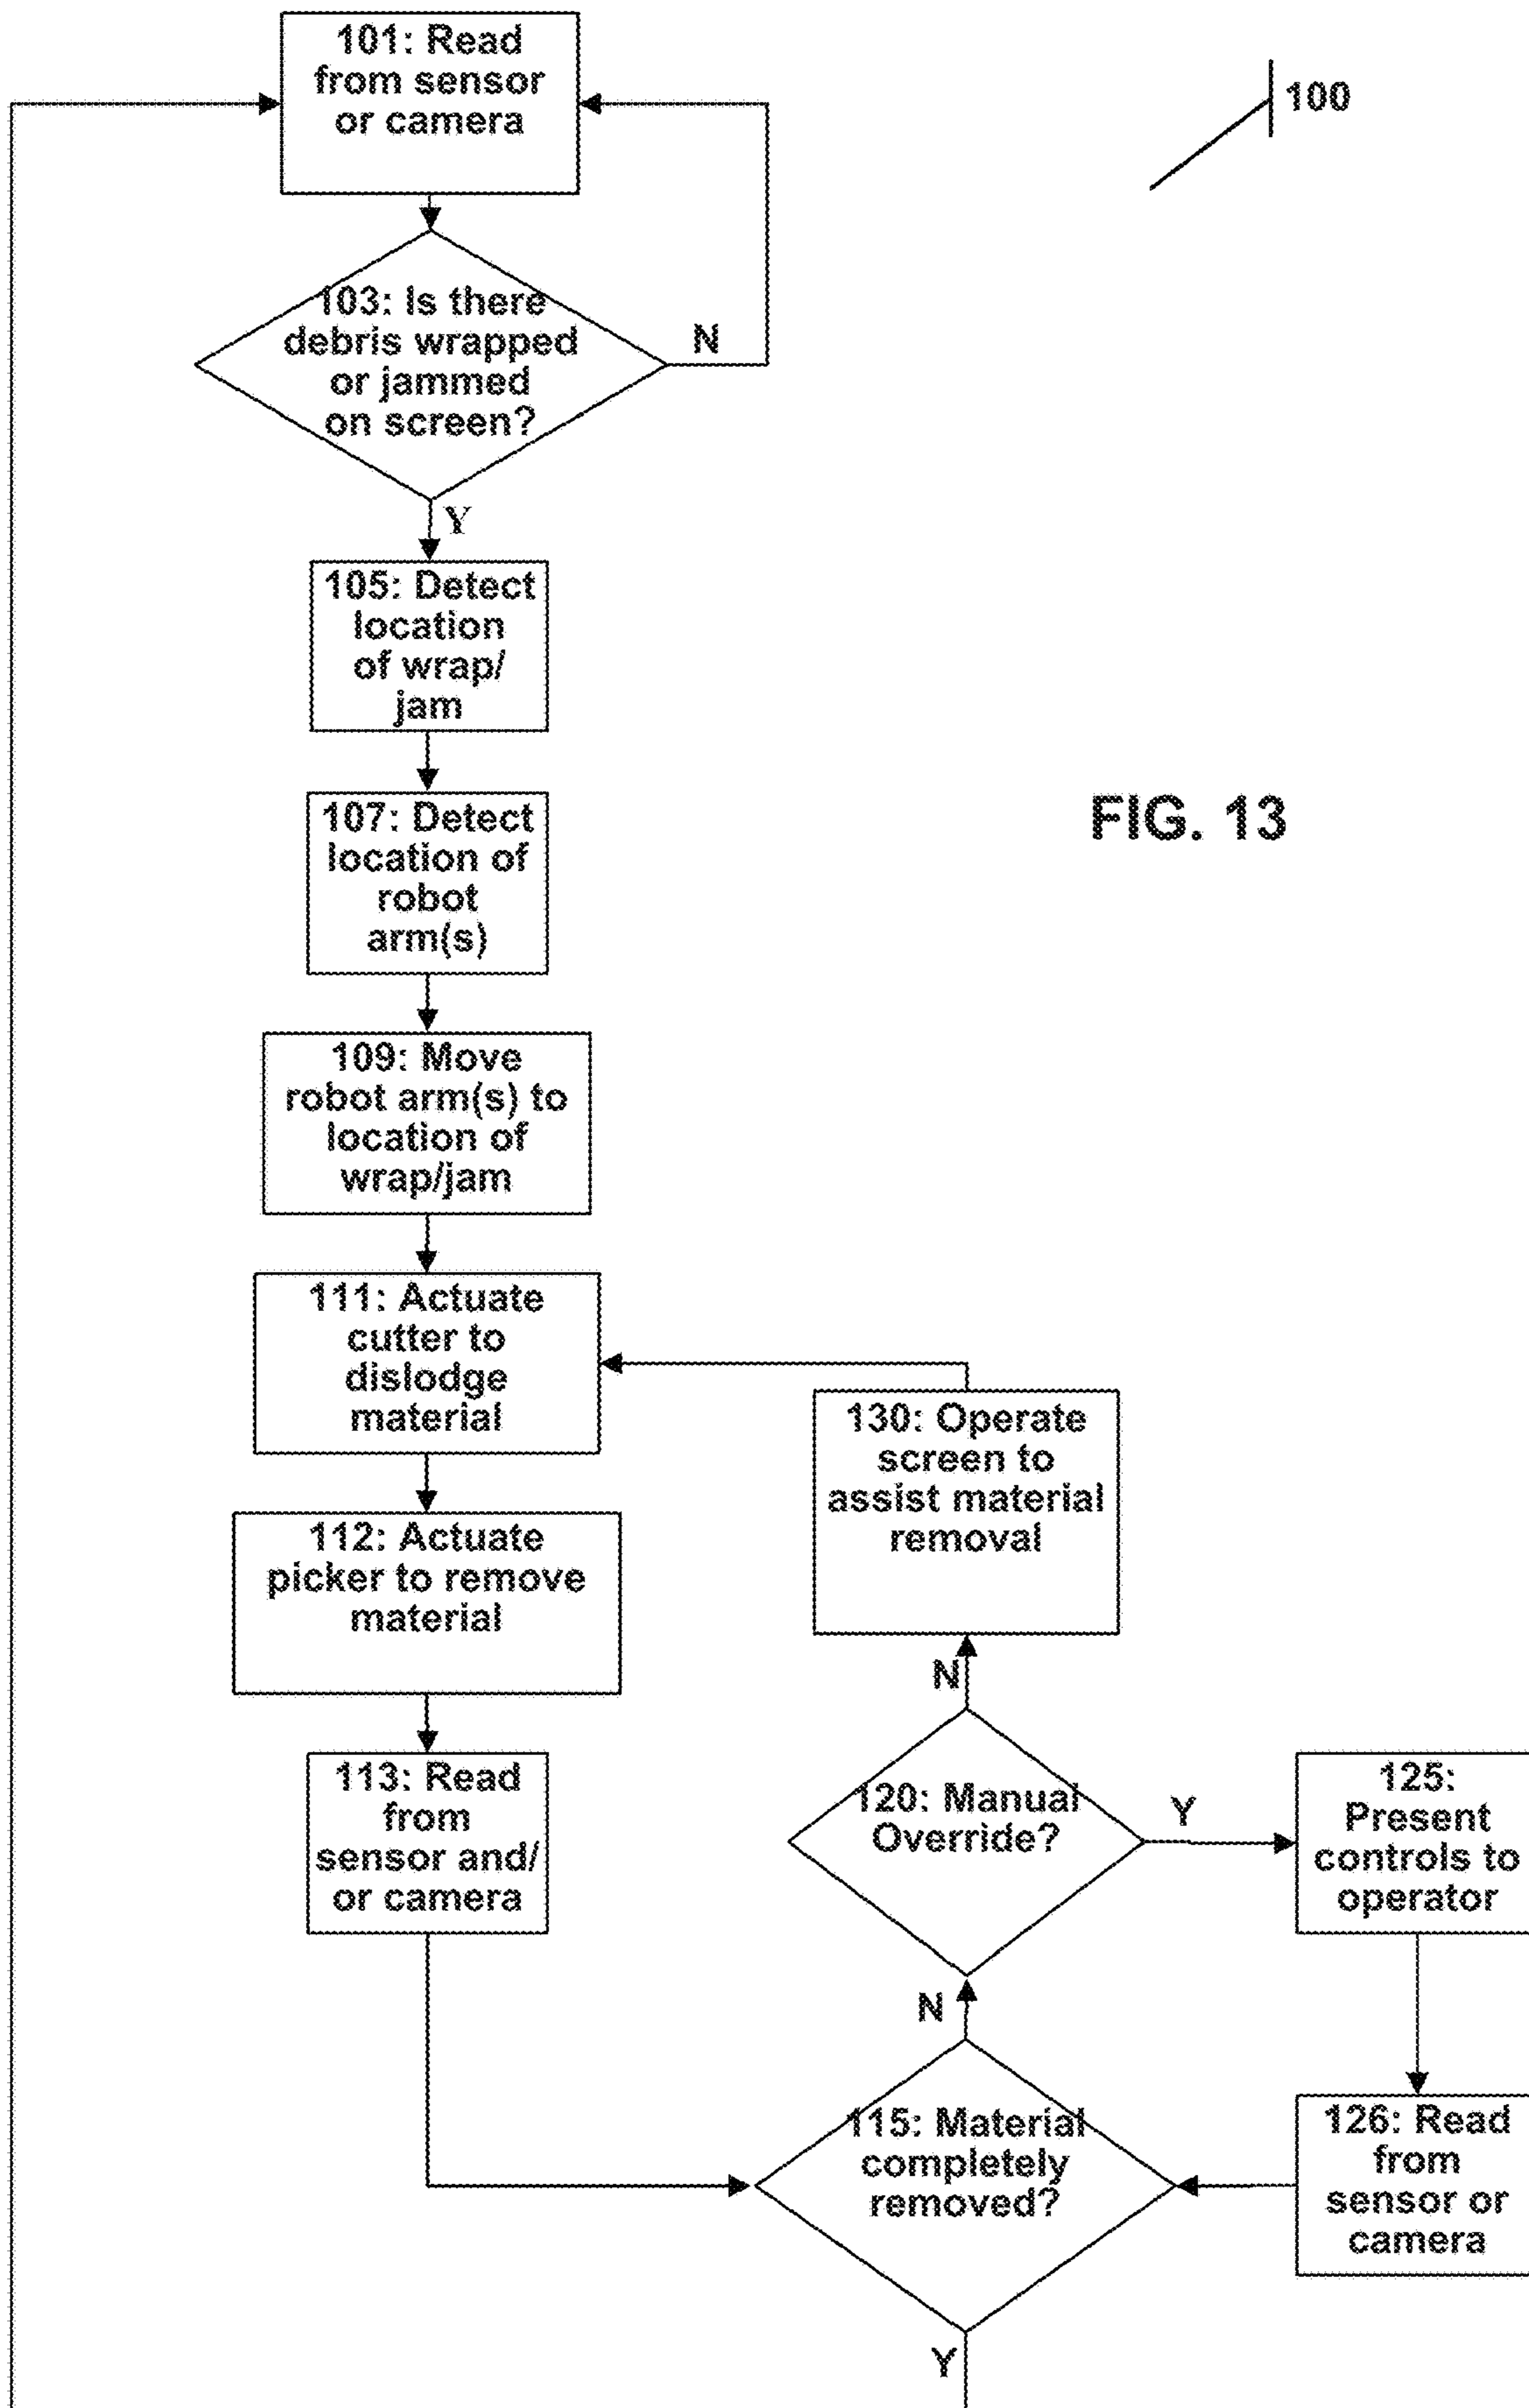 101: Read
from sensor
or camera
100
103: Is there
debris wrapped
or jammed
on screen?
N
Y
105: Detect
location
of wrap/
jam
107: Detect
location of
robot
arm(s)
FIG. 13
109: Move
robot arm(s) to
location of
wrap/jam
111: Actuate
cutter to
dislodge
material
130: Operate
screen to
assist material
removal
112: Actuate
picker to remove
material
N
113: Read
from
sensor and/
or camera
120: Manual
Override?
Y
125:
Present
controls to
operator
N
115: Material
completely
removed?
126: Read
from
sensor or
camera
Y